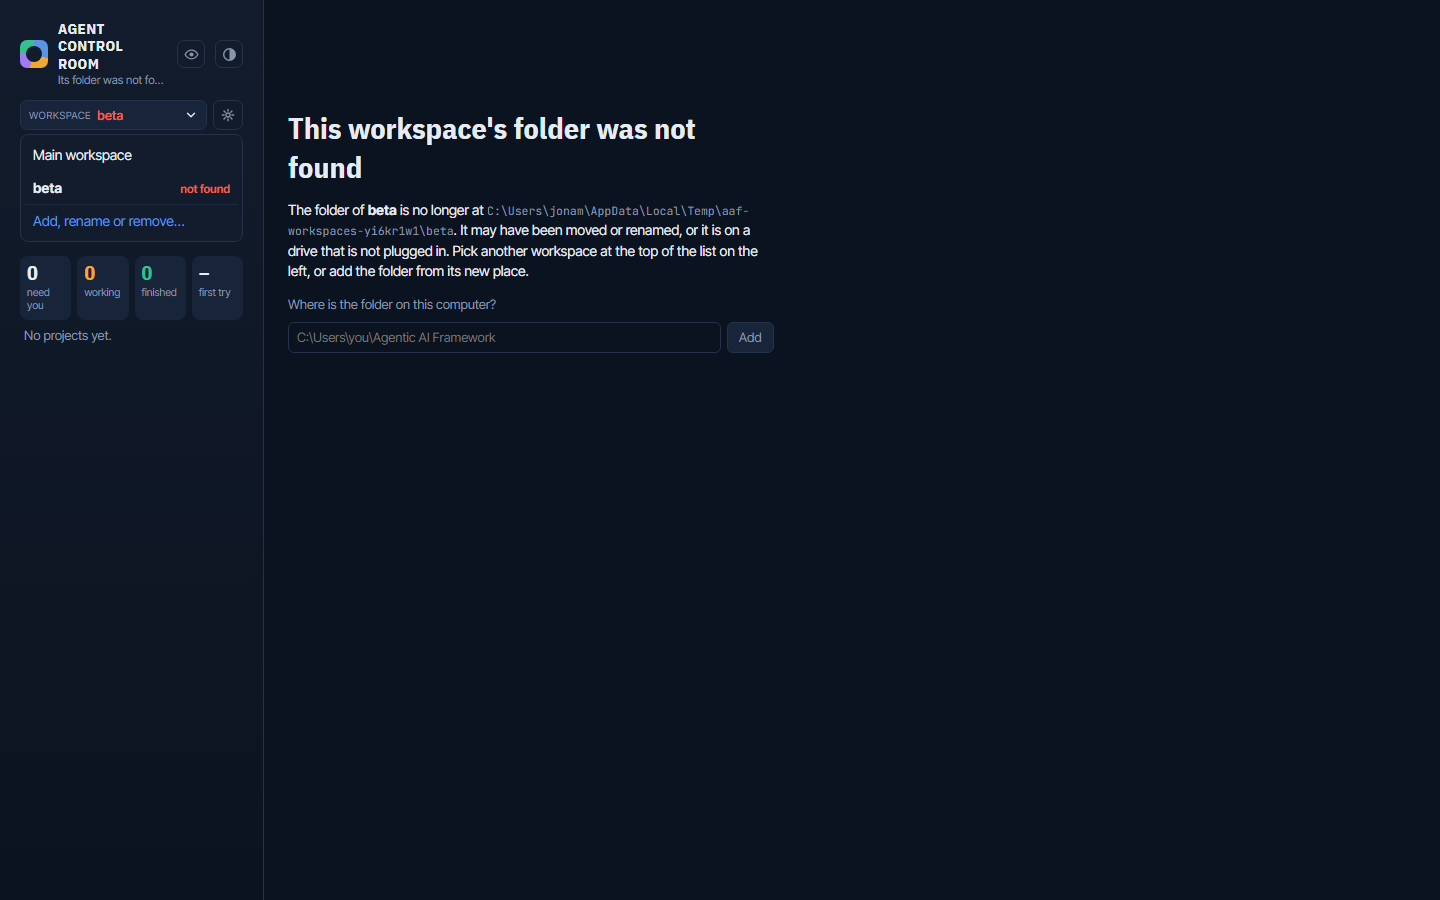 AGENT
CONTROL
ROOM
Its folder was not fo...
WORKSPACE beta
Main workspace
beta not found
Add, rename or remove...
0 need you
0 working
0 finished
– first try
No projects yet.
This workspace's folder was not
found
The folder of beta is no longer at C:\Users\jonam\AppData\Local\Temp\aaf-
workspaces-yi6kr1w1\beta. It may have been moved or renamed, or it is on a
drive that is not plugged in. Pick another workspace at the top of the list on the
left, or add the folder from its new place.
Where is the folder on this computer?
C:\Users\you\Agentic AI Framework
Add